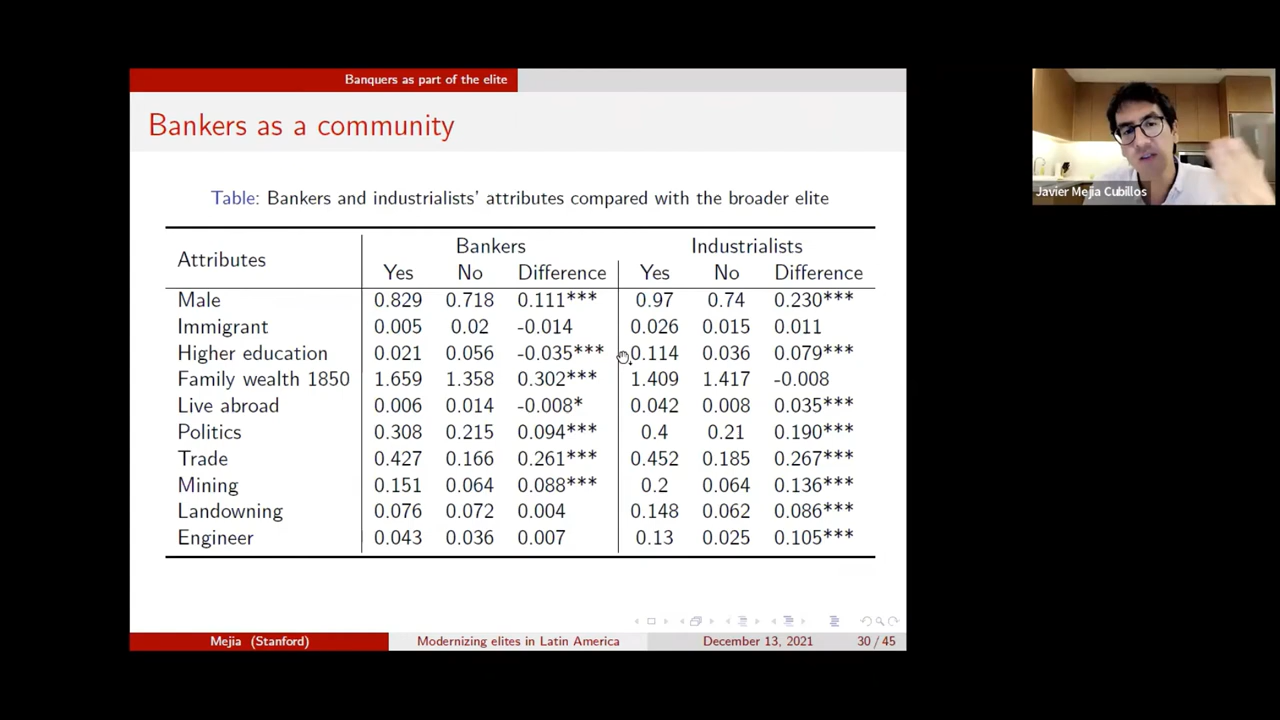 Banquers as part of the elite
Bankers as a community
Table: Bankers and industrialists' attributes compared with the broader elite
Attributes Bankers Industrialists
Yes No Difference Yes No Difference
Male 0.829 0.718 0.111*** 0.97 0.74 0.230***
Immigrant 0.005 0.02 -0.014 0.026 0.015 0.011
Higher education 0.021 0.056 -0.035*** 0.114 0.036 0.079***
Family wealth 1850 1.659 1.358 0.302*** 1.409 1.417 -0.008
Live abroad 0.006 0.014 -0.008* 0.042 0.008 0.035***
Politics 0.308 0.215 0.094*** 0.4 0.21 0.190***
Trade 0.427 0.166 0.261*** 0.452 0.185 0.267***
Mining 0.151 0.064 0.088*** 0.2 0.064 0.136***
Landowning 0.076 0.072 0.004 0.148 0.062 0.086***
Engineer 0.043 0.036 0.007 0.13 0.025 0.105***
Mejia (Stanford) Modernizing elites in Latin America December 13, 2021 30 / 45
Javier Mejia Cubillos